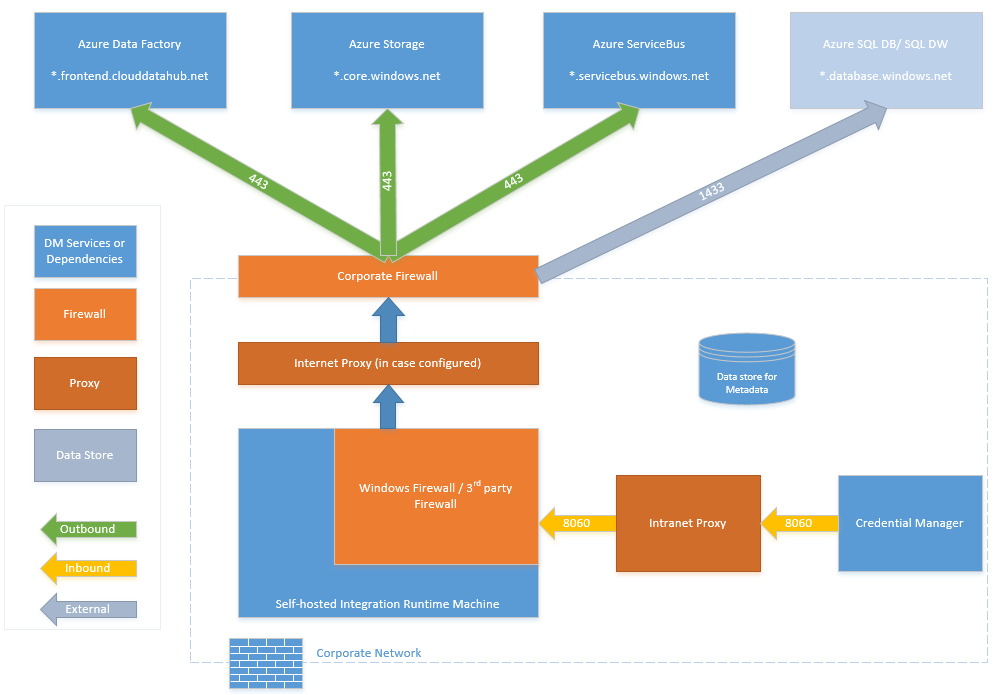 Azure Data Factory
*.frontend.clouddatahub.net
Azure Storage
*.core.windows.net
Azure ServiceBus
*.servicebus.windows.net
Azure SQL DB/ SQL DW
*.database.windows.net
443
443
443
1433
DM Services or
Dependencies
Firewall
Proxy
Data Store
Outbound
Inbound
External
Corporate Firewall
Internet Proxy (in case configured)
Data store for
Metadata
Windows Firewall / 3rd party
Firewall
Self-hosted Integration Runtime Machine
8060
Intranet Proxy
8060
Credential Manager
Corporate Network